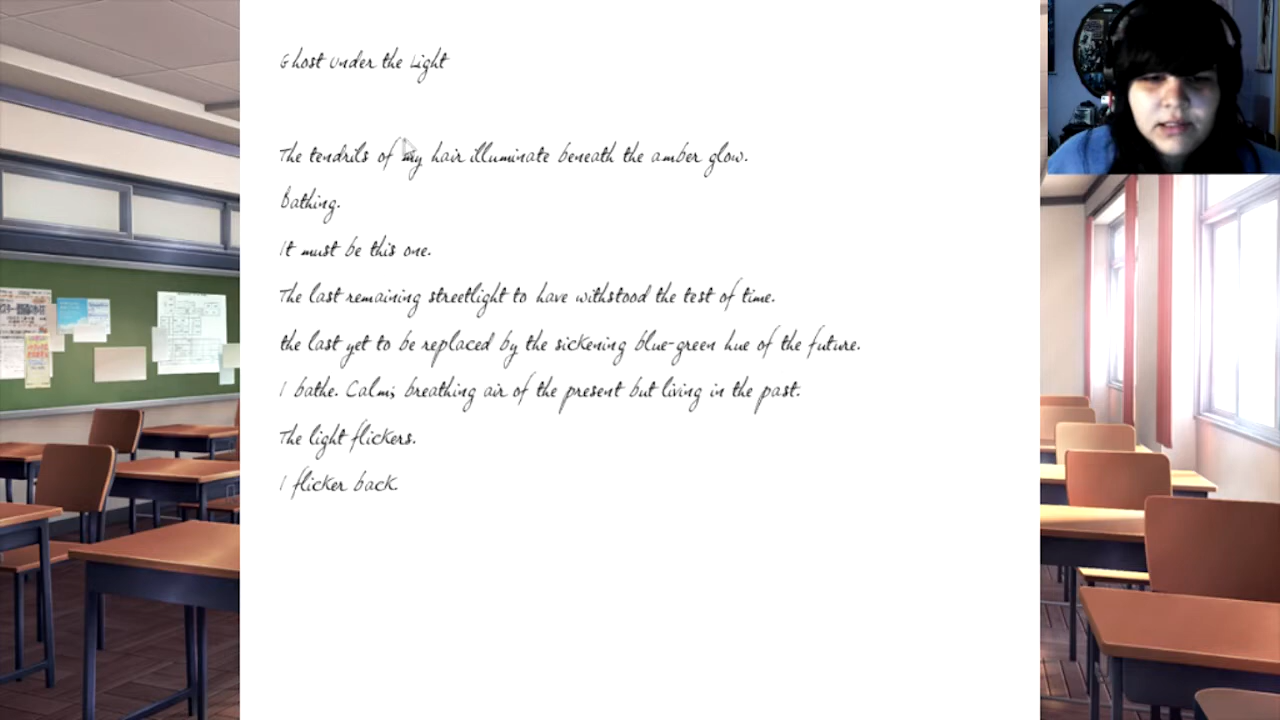 Ghost Under the Light
The tendrils of my hair illuminate beneath the amber glow.
Bathing.
It must be this one.
The last remaining streetlight to have withstood the test of time.
the last yet to be replaced by the sickening blue-green hue of the future.
I bathe. Calm; breathing air of the present but living in the past.
The light flickers.
I flicker back.